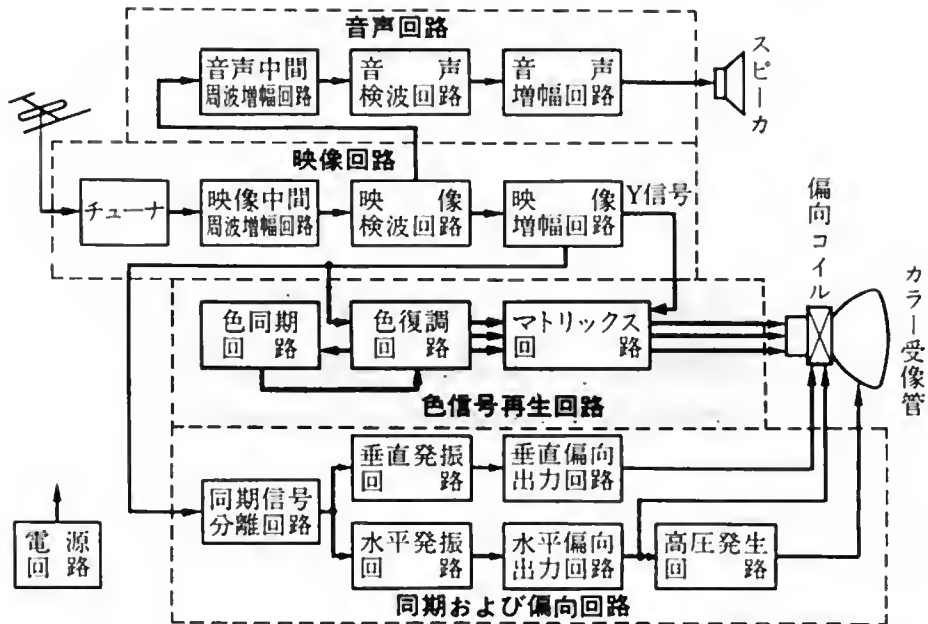 音声回路
音声中間
周波増幅回路
音声
検波回路
音声
増幅回路
スピーカ
映像回路
チューナ
映像中間
周波増幅回路
映像
検波回路
映像
増幅回路
Y信号
偏向コイル
カラー受像管
色同期
回路
色復調
回路
マトリックス
回路
色信号再生回路
垂直発振
回路
垂直偏向
出力回路
同期信号
分離回路
水平発振
回路
水平偏向
出力回路
高圧発生
回路
電源
回路
同期および偏向回路